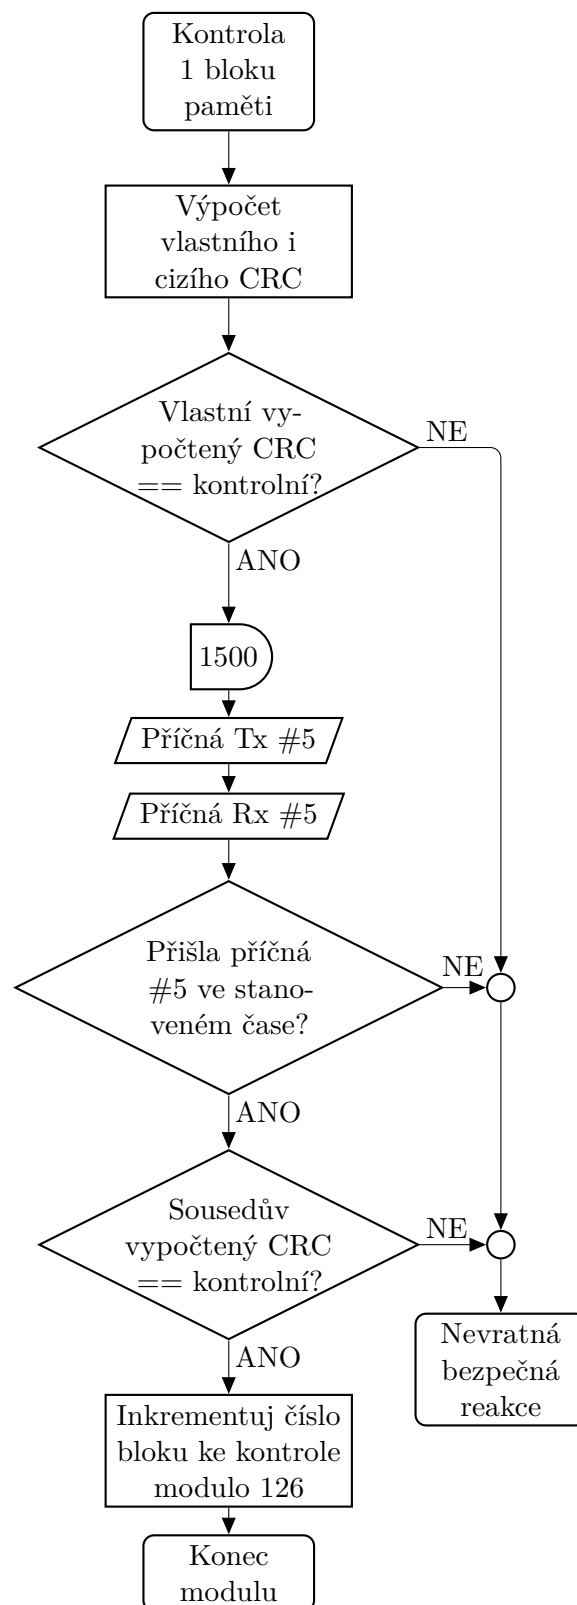 Kontrola
1 bloku
paměti
Výpočet
vlastního i
cizího CRC
Vlastní vy-
počtený CRC
== kontrolní?
NE
ANO
1500
Příčná Tx #5
Příčná Rx #5
Přišla příčná
#5 ve stano-
veném čase?
NE
ANO
Sousedův
vypočtený CRC
== kontrolní?
NE
ANO
Nevratná
bezpečná
reakce
Inkrementuj číslo
bloku ke kontrole
modulo 126
Konec
modulu